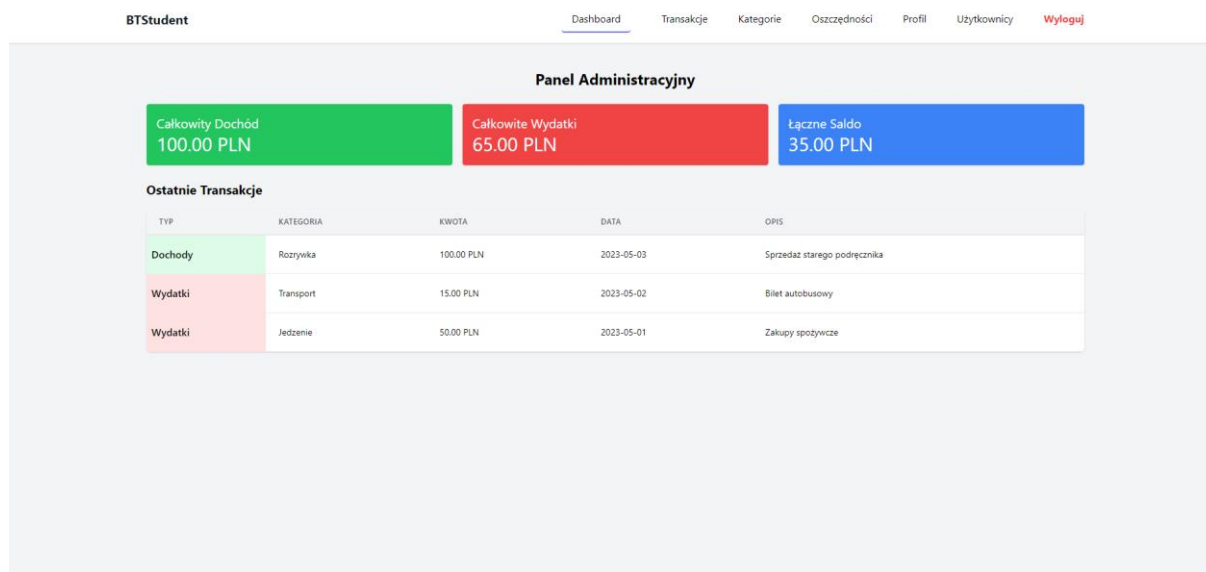 BTStudent Dashboard Transakcje Kategorie Oszczędności Profil Użytkownicy Wyloguj
Panel Administracyjny
Całkowity Dochód Całkowite Wydatki Łączne Saldo
100.00 PLN 65.00 PLN 35.00 PLN
Ostatnie Transakcje
TYP KATEGORIA KWOTA DATA OPIS
Dochody Rozrywka 100.00 PLN 2023-05-03 Sprzedaż starego podręcznika
Wydatki Transport 15.00 PLN 2023-05-02 Bilet autobusowy
Wydatki Jedzenie 50.00 PLN 2023-05-01 Zakupy spożywcze